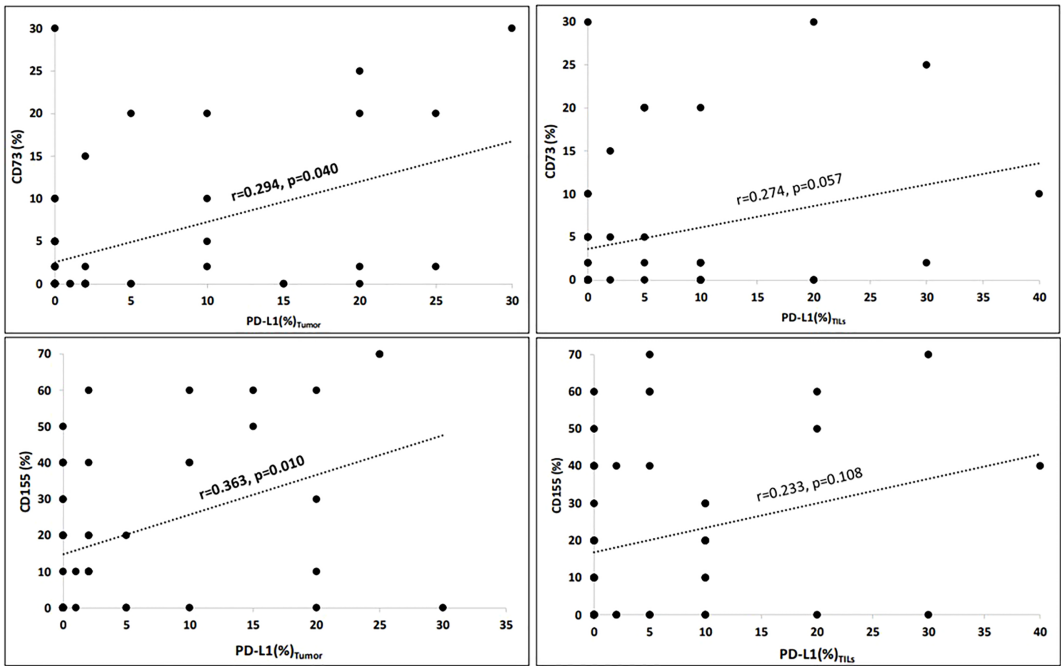 30
25
20
15
10
5
0
CD73 (%)
r=0.294, p=0.040
0 5 10 15 20 25 30
PD-L1(%)Tumor
30
25
20
15
10
5
0
CD73 (%)
r=0.274, p=0.057
0 5 10 15 20 25 30 35 40
PD-L1(%)TILs
70
60
50
40
30
20
10
0
CD155 (%)
r=0.363, p=0.010
0 5 10 15 20 25 30 35
PD-L1(%)Tumor
70
60
50
40
30
20
10
0
CD155 (%)
r=0.233, p=0.108
0 5 10 15 20 25 30 35 40
PD-L1(%)TILs